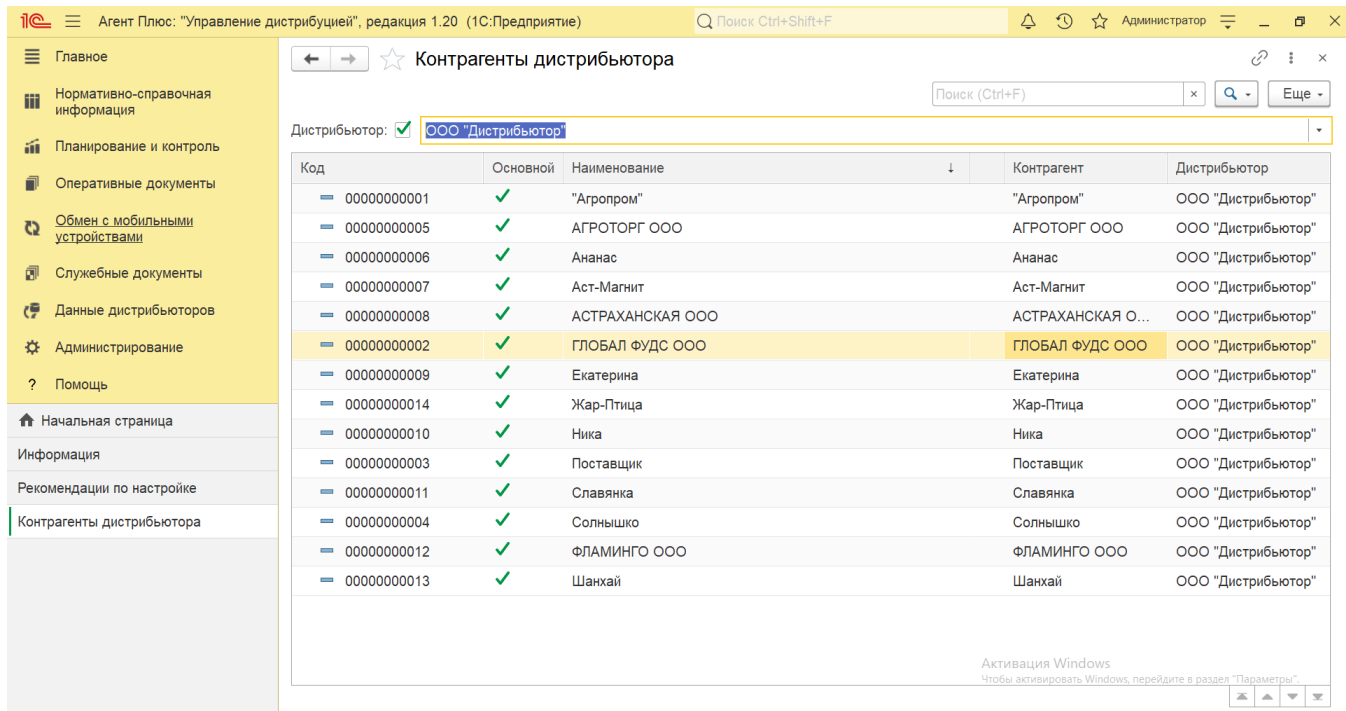 Агент Плюс: "Управление дистрибуцией", редакция 1.20 (1С:Предприятие)
Поиск Ctrl+Shift+F
Администратор
Главное
Нормативно-справочная
информация
Планирование и контроль
Оперативные документы
Обмен с мобильными
устройствами
Служебные документы
Данные дистрибьюторов
Администрирование
? Помощь
Начальная страница
Информация
Рекомендации по настройке
Контрагенты дистрибьютора
Контрагенты дистрибьютора
Поиск (Ctrl+F)
Еще
Дистрибьютор: ООО "Дистрибьютор"
Код Основной Наименование ↓ Контрагент Дистрибьютор
00000000001 "Агропром" "Агропром" ООО "Дистрибьютор"
00000000005 АГРОТОРГ ООО АГРОТОРГ ООО ООО "Дистрибьютор"
00000000006 Ананас Ананас ООО "Дистрибьютор"
00000000007 Аст-Магнит Аст-Магнит ООО "Дистрибьютор"
00000000008 АСТРАХАНСКАЯ ООО АСТРАХАНСКАЯ О... ООО "Дистрибьютор"
00000000002 ГЛОБАЛ ФУДС ООО ГЛОБАЛ ФУДС ООО ООО "Дистрибьютор"
00000000009 Екатерина Екатерина ООО "Дистрибьютор"
00000000014 Жар-Птица Жар-Птица ООО "Дистрибьютор"
00000000010 Ника Ника ООО "Дистрибьютор"
00000000003 Поставщик Поставщик ООО "Дистрибьютор"
00000000011 Славянка Славянка ООО "Дистрибьютор"
00000000004 Солнышко Солнышко ООО "Дистрибьютор"
00000000012 ФЛАМИНГО ООО ФЛАМИНГО ООО ООО "Дистрибьютор"
00000000013 Шанхай Шанхай ООО "Дистрибьютор"
Активация Windows
Чтобы активировать Windows, перейдите в раздел "Параметры".